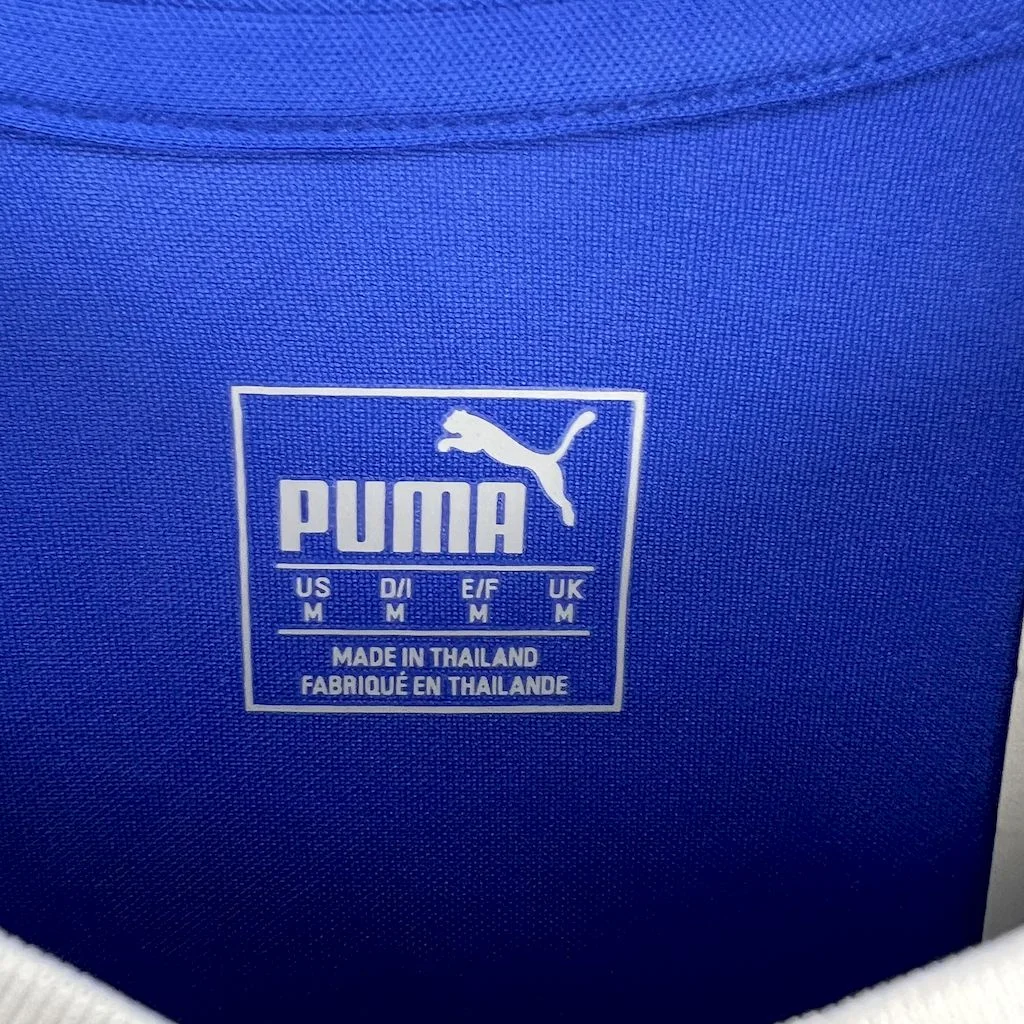 PUMA
US D/I E/F UK
M M M M
MADE IN THAILAND
FABRIQUÉ EN THAILANDE